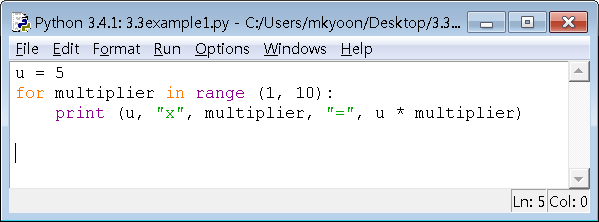 Python 3.4.1: 3.3example1.py - C:/Users/mkyoon/Desktop/3.3...
File Edit Format Run Options Windows Help
u = 5
for multiplier in range (1, 10):
    print (u, "x", multiplier, "=", u * multiplier)
Ln: 5 Col: 0